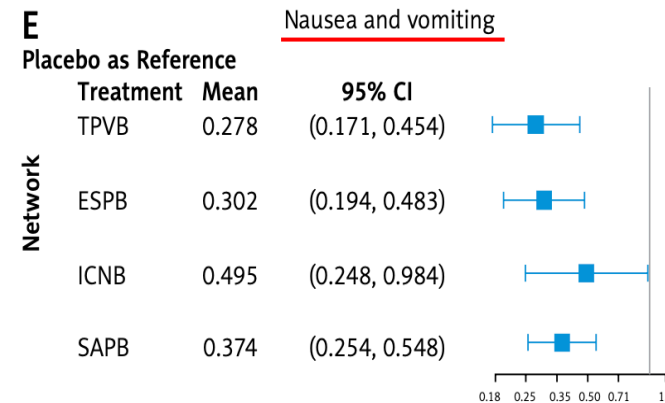 E
Nausea and vomiting
Placebo as Reference
Treatment Mean 95% CI
TPVB 0.278 (0.171, 0.454)
Network
ESPB 0.302 (0.194, 0.483)
ICNB 0.495 (0.248, 0.984)
SAPB 0.374 (0.254, 0.548)
0.18 0.25 0.35 0.50 0.71 1